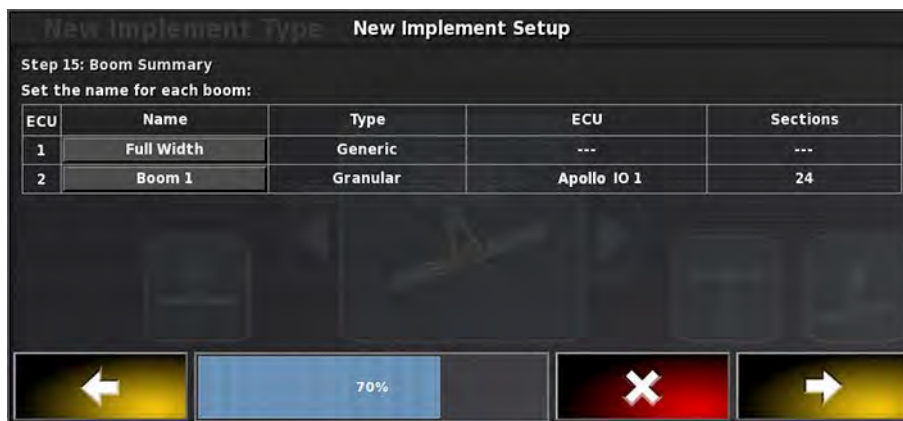 New Implement Type
New Implement Setup
Step 15: Boom Summary
Set the name for each boom:
ECU Name Type ECU Sections
1 Full Width Generic --- ---
2 Boom 1 Granular Apollo IO 1 24
70%